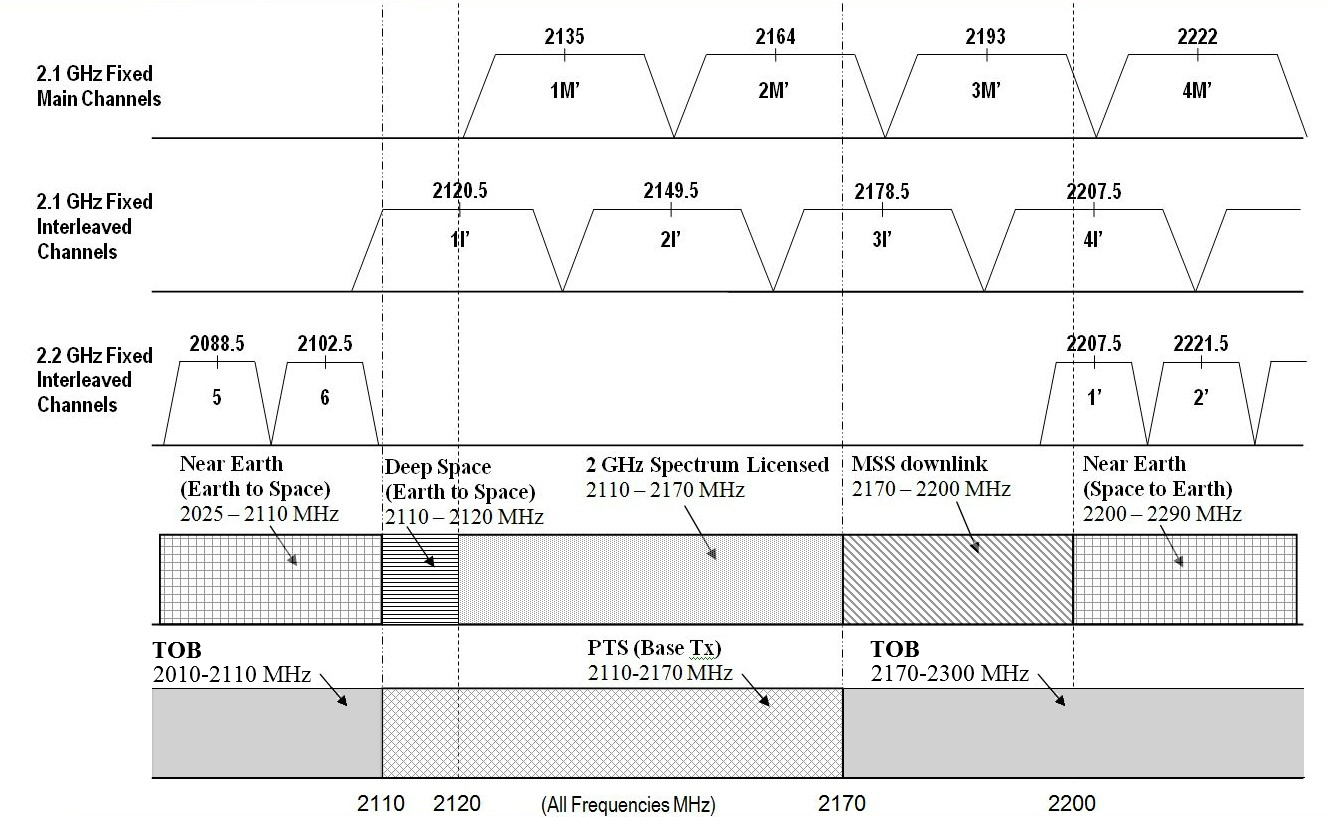 2135 2164 2193 2222
2.1 GHz Fixed
Main Channels
1M’ 2M’ 3M’ 4M’
2120.5 2149.5 2178.5 2207.5
2.1 GHz Fixed
Interleaved
Channels
1I’ 2I’ 3I’ 4I’
2088.5 2102.5 2207.5 2221.5
2.2 GHz Fixed
Interleaved
Channels
5 6 1’ 2’
Near Earth
(Earth to Space)
2025 – 2110 MHz
Deep Space
(Earth to Space)
2110 – 2120 MHz
2 GHz Spectrum Licensed
2110 – 2170 MHz
MSS downlink
2170 – 2200 MHz
Near Earth
(Space to Earth)
2200 – 2290 MHz
TOB
2010-2110 MHz
PTS (Base Tx)
2110-2170 MHz
TOB
2170-2300 MHz
2110 2120 (All Frequencies MHz) 2170 2200